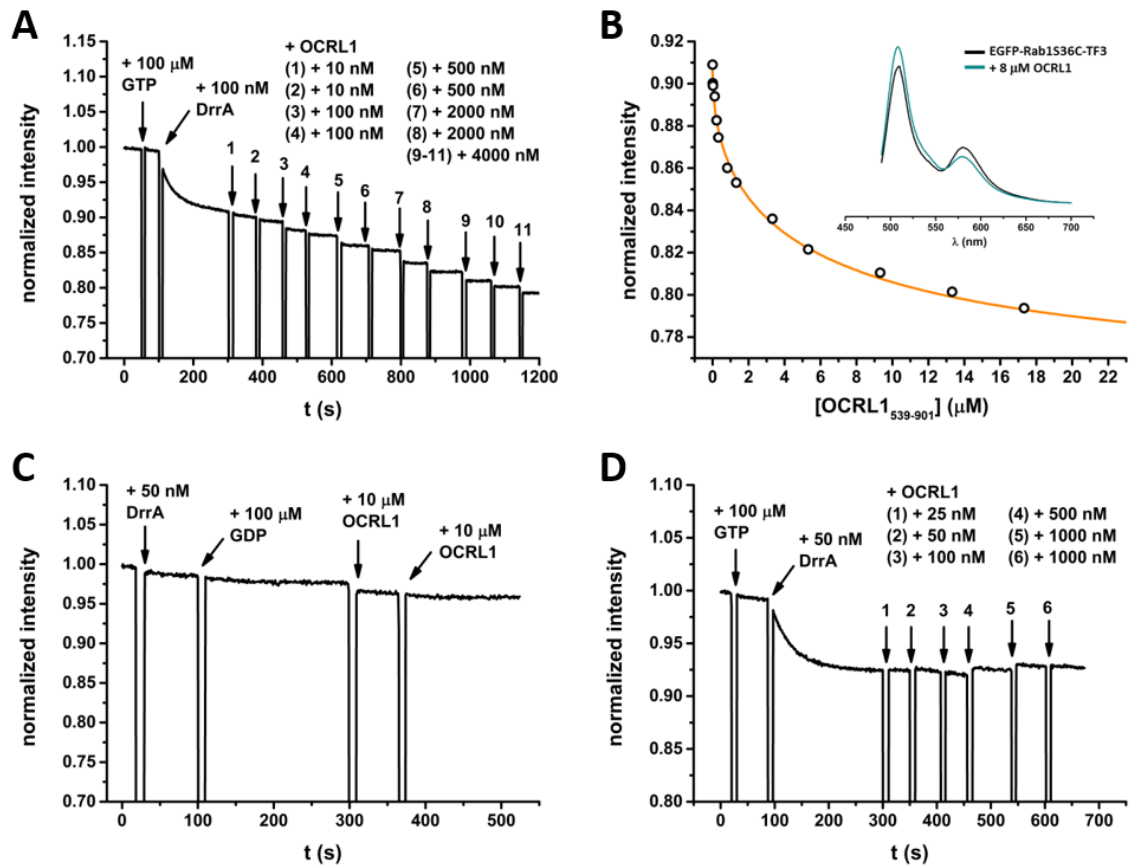 A
normalized intensity
1.15
1.10
1.05
1.00
0.95
0.90
0.85
0.80
0.75
0.70
+ 100 μM
GTP
+ 100 nM
DrrA
+ OCRL1
(1) + 10 nM
(2) + 10 nM
(3) + 100 nM
(4) + 100 nM
(5) + 500 nM
(6) + 500 nM
(7) + 2000 nM
(8) + 2000 nM
(9-11) + 4000 nM
1 2 3 4 5 6 7 8 9 10 11
0 200 400 600 800 1000 1200
t (s)
B
normalized intensity
0.92
0.90
0.88
0.86
0.84
0.82
0.80
0.78
EGFP-Rab1S36C-TF3
+ 8 μM OCRL1
450 500 550 600 650 700
λ (nm)
0 2 4 6 8 10 12 14 16 18 20 22
[OCRL1539-901] (μM)
C
normalized intensity
1.10
1.05
1.00
0.95
0.90
0.85
0.80
0.75
0.70
+ 50 nM
DrrA
+ 100 μM
GDP
+ 10 μM
OCRL1
+ 10 μM
OCRL1
0 100 200 300 400 500
t (s)
D
normalized intensity
1.10
1.05
1.00
0.95
0.90
0.85
0.80
+ 100 μM
GTP
+ 50 nM
DrrA
+ OCRL1
(1) + 25 nM
(2) + 50 nM
(3) + 100 nM
(4) + 500 nM
(5) + 1000 nM
(6) + 1000 nM
1 2 3 4 5 6
0 100 200 300 400 500 600 700
t (s)